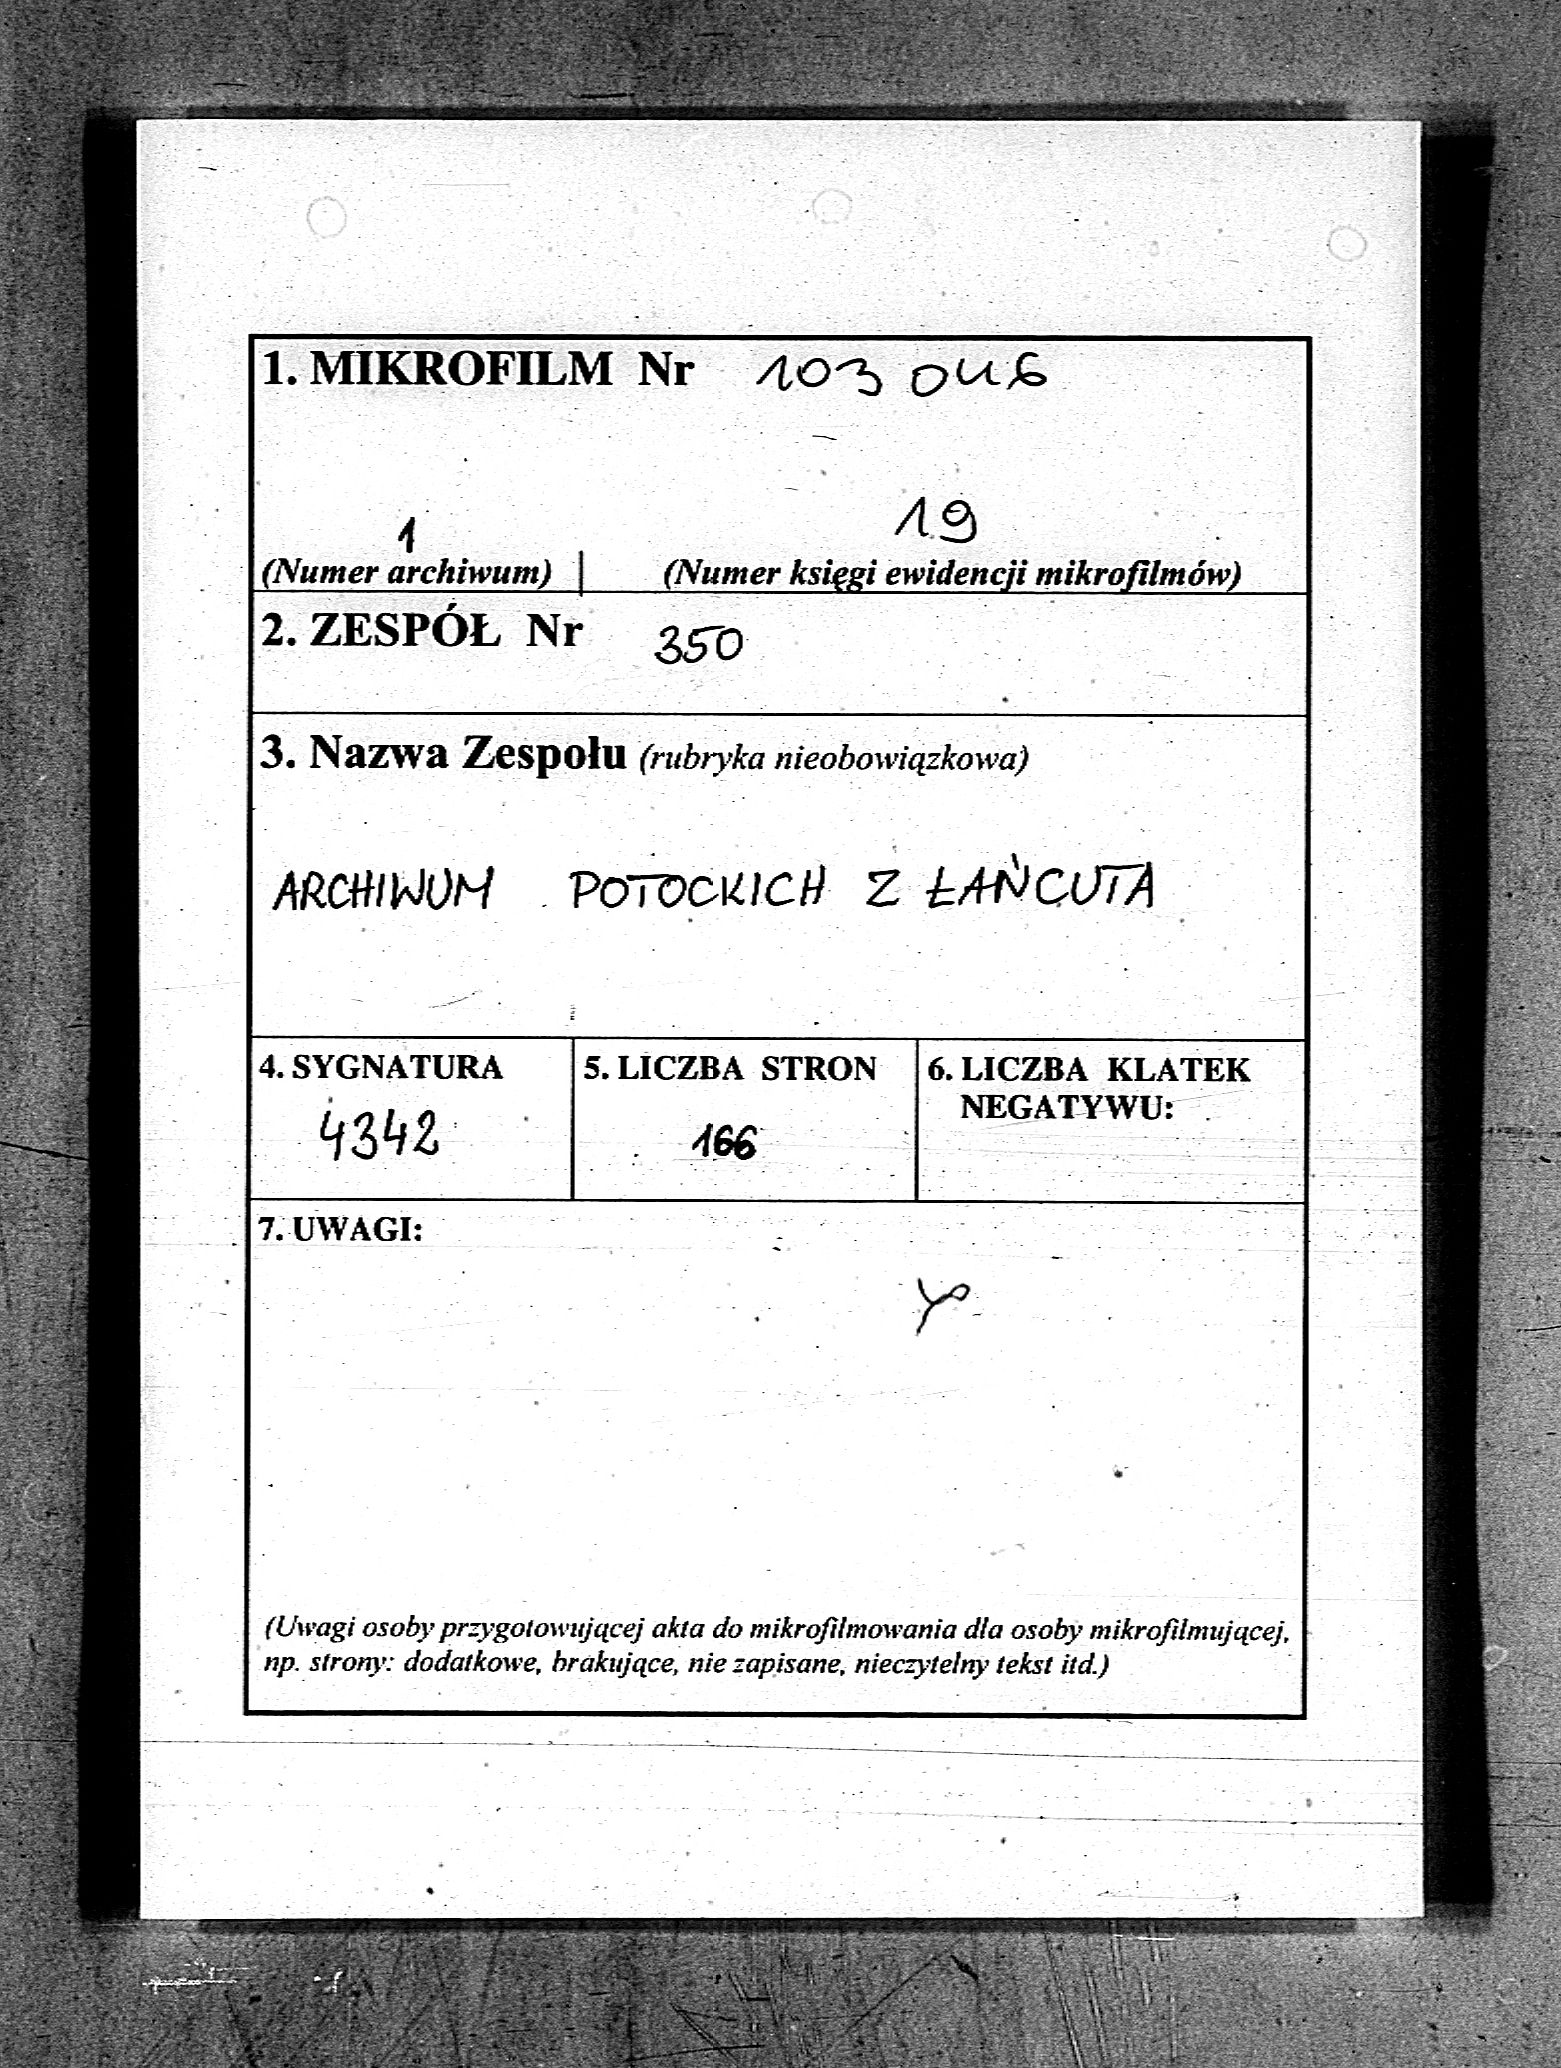 1. MIKROFILM Nr 103 046
1 19
(Numer archiwum) | (Numer księgi ewidencji mikrofilmów)
2. ZESPÓŁ Nr 350
3. Nazwa Zespołu (rubryka nieobowiązkowa)
ARCHIWUM POTOCKICH Z ŁAŃCUTA
4. SYGNATURA
4342
5. LICZBA STRON
166
6. LICZBA KLATEK
NEGATYWU:
7. UWAGI:
(Uwagi osoby przygotowującej akta do mikrofilmowania dla osoby mikrofilmującej,
np. strony: dodatkowe, brakujące, nie zapisane, nieczytelny tekst itd.)